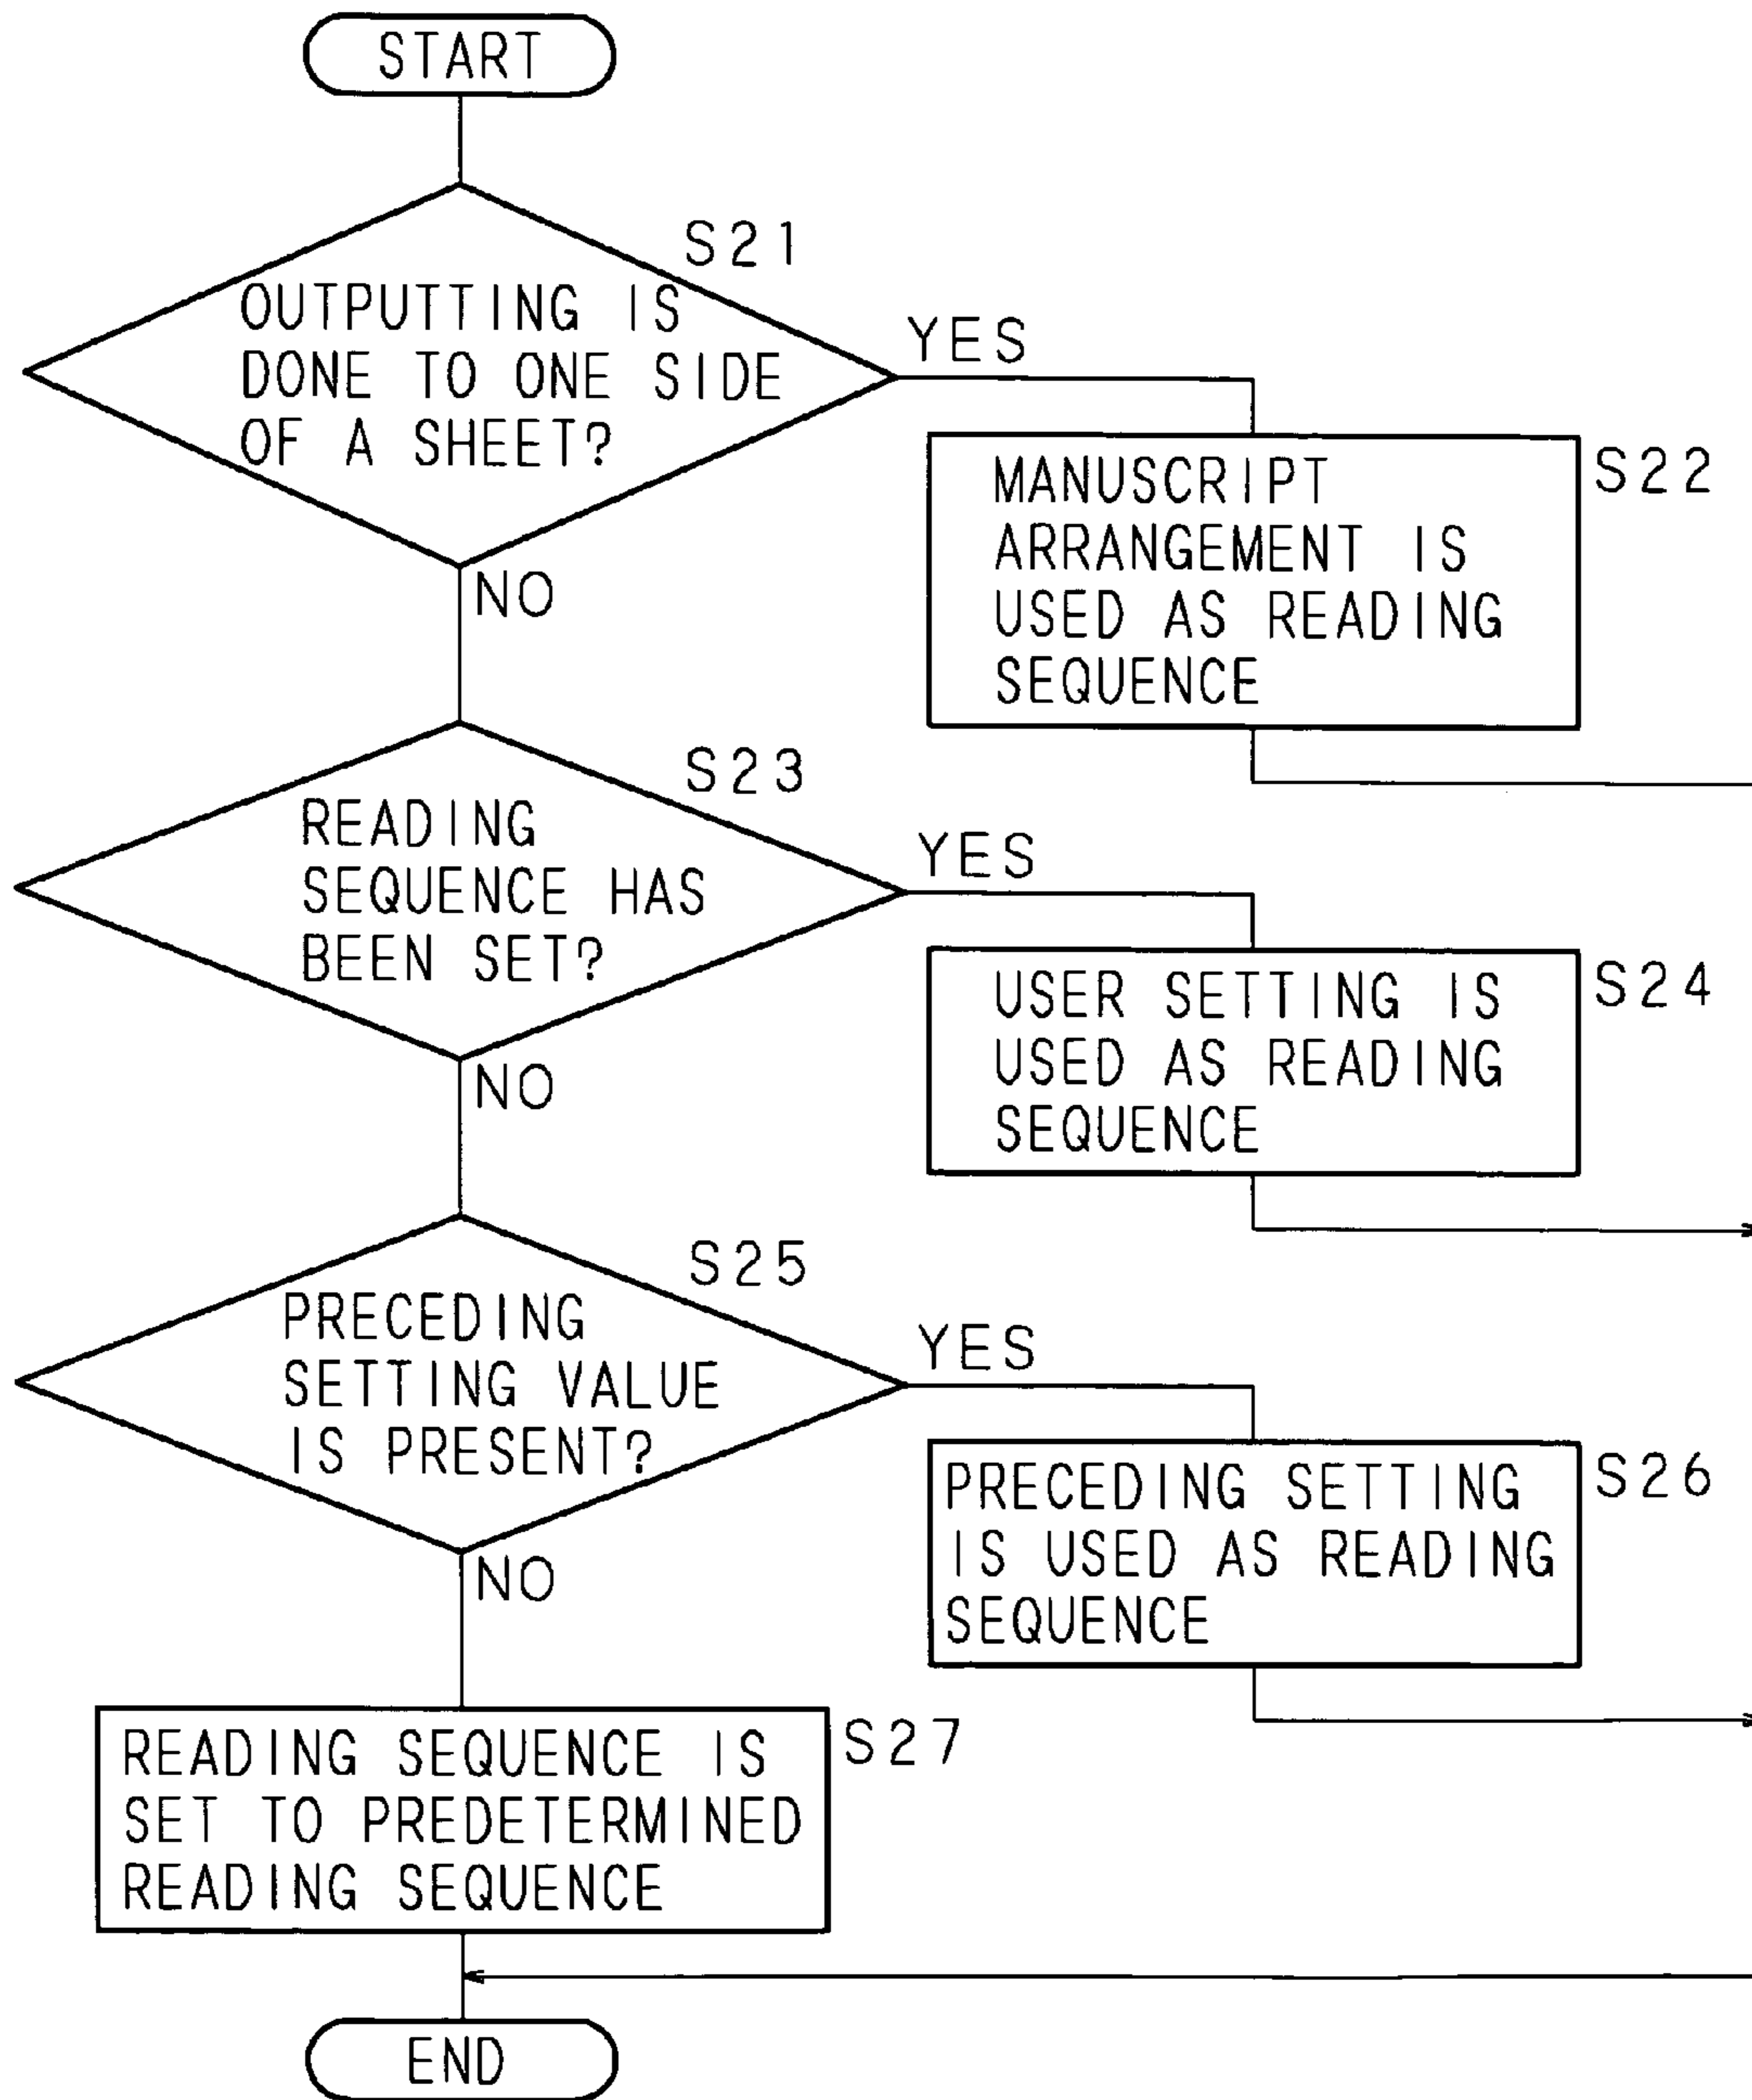 START
S21
OUTPUTTING IS
DONE TO ONE SIDE
OF A SHEET?
YES
NO
MANUSCRIPT
ARRANGEMENT IS
USED AS READING
SEQUENCE
S22
S23
READING
SEQUENCE HAS
BEEN SET?
YES
NO
USER SETTING IS
USED AS READING
SEQUENCE
S24
S25
PRECEDING
SETTING VALUE
IS PRESENT?
YES
NO
PRECEDING SETTING
IS USED AS READING
SEQUENCE
S26
READING SEQUENCE IS
SET TO PREDETERMINED
READING SEQUENCE
S27
END